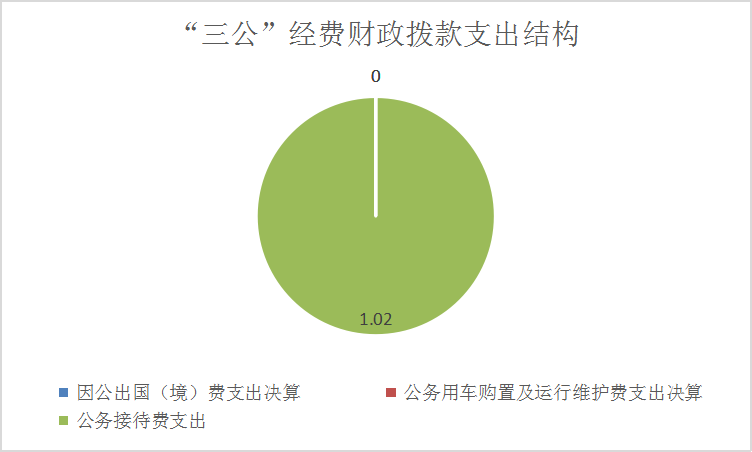 “三公”经费财政拨款支出结构
0
1.02
因公出国（境）费支出决算
公务用车购置及运行维护费支出决算
公务接待费支出